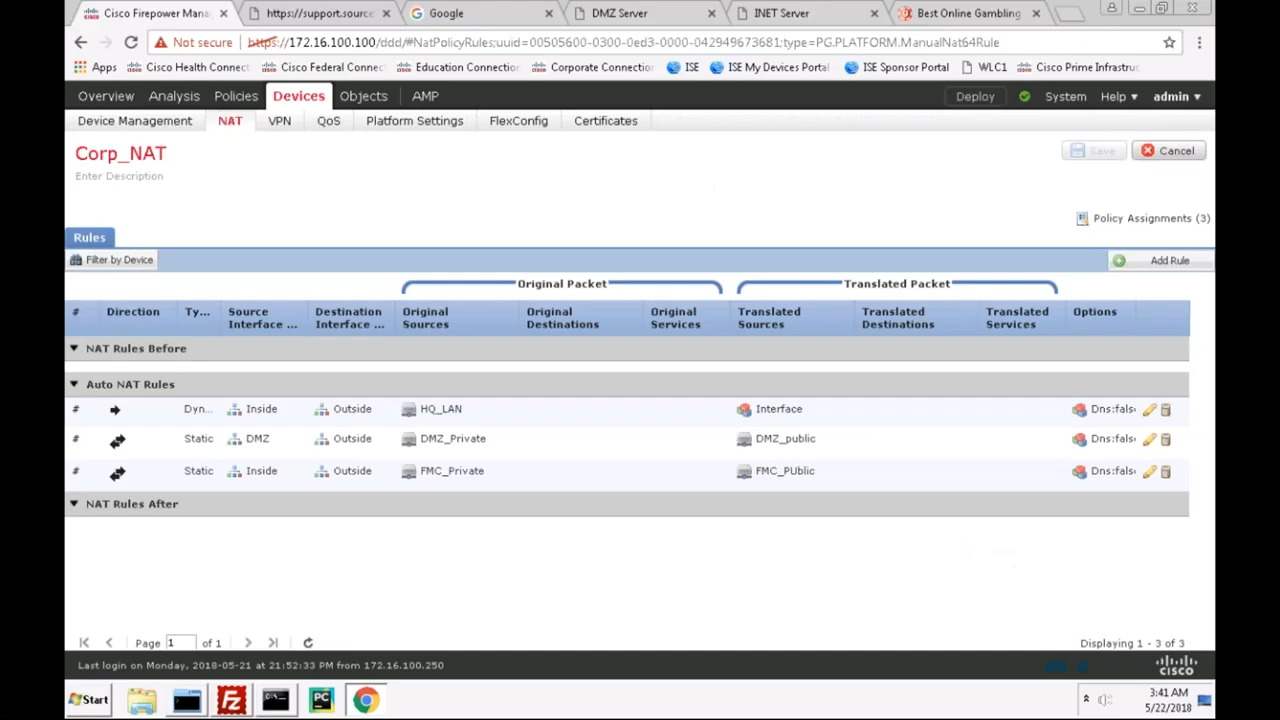 Cisco Firepower Mana
https://support.source
Google
DMZ Server
INET Server
Best Online Gambling
Not secure
https://172.16.100.100/ddd/#NatPolicyRules;uuid=00505600-0300-0ed3-0000-042949673681;type=PG.PLATFORM.ManualNat64Rule
Apps
Cisco Health Connect
Cisco Federal Connec
Education Connection
Corporate Connection
ISE
ISE My Devices Portal
ISE Sponsor Portal
WLC1
Cisco Prime Infrastruc
Overview Analysis Policies Devices Objects AMP
Deploy System Help admin
Device Management NAT VPN QoS Platform Settings FlexConfig Certificates
Corp_NAT
Save Cancel
Enter Description
Policy Assignments (3)
Rules
Filter by Device
Add Rule
Original Packet Translated Packet
# Direction Ty... Source Interface ... Destination Interface ... Original Sources Original Destinations Original Services Translated Sources Translated Destinations Translated Services Options
NAT Rules Before
Auto NAT Rules
# Dyn... Inside Outside HQ_LAN Interface Dns:fals
# Static DMZ Outside DMZ_Private DMZ_public Dns:fals
# Static Inside Outside FMC_Private FMC_PUblic Dns:fals
NAT Rules After
Page 1 of 1
Displaying 1 - 3 of 3
Last login on Monday, 2018-05-21 at 21:52:33 PM from 172.16.100.250
CISCO
Start
Fz
C:\
PC
3:41 AM
5/22/2018